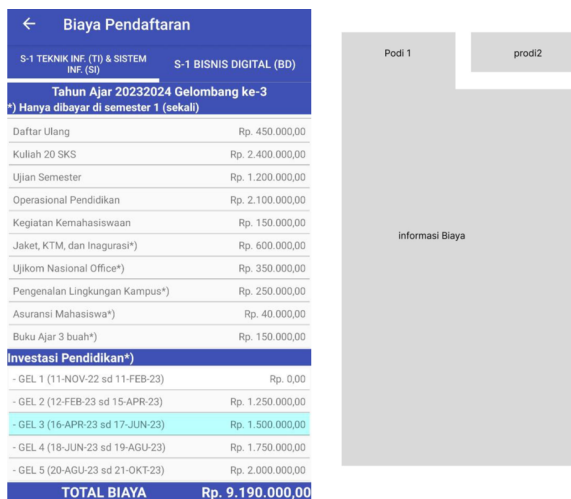 Biaya Pendaftaran
S-1 TEKNIK INF. (TI) & SISTEM
INF. (SI)
S-1 BISNIS DIGITAL (BD)
Tahun Ajar 20232024 Gelombang ke-3
*) Hanya dibayar di semester 1 (sekali)
Daftar Ulang Rp. 450.000,00
Kuliah 20 SKS Rp. 2.400.000,00
Ujian Semester Rp. 1.200.000,00
Operasional Pendidikan Rp. 2.100.000,00
Kegiatan Kemahasiswaan Rp. 150.000,00
Jaket, KTM, dan Inagurasi*) Rp. 600.000,00
Ujikom Nasional Office*) Rp. 350.000,00
Pengenalan Lingkungan Kampus*) Rp. 250.000,00
Asuransi Mahasiswa*) Rp. 40.000,00
Buku Ajar 3 buah*) Rp. 150.000,00
Investasi Pendidikan*)
- GEL 1 (11-NOV-22 sd 11-FEB-23) Rp. 0,00
- GEL 2 (12-FEB-23 sd 15-APR-23) Rp. 1.250.000,00
- GEL 3 (16-APR-23 sd 17-JUN-23) Rp. 1.500.000,00
- GEL 4 (18-JUN-23 sd 19-AGU-23) Rp. 1.750.000,00
- GEL 5 (20-AGU-23 sd 21-OKT-23) Rp. 2.000.000,00
TOTAL BIAYA Rp. 9.190.000,00
Podi 1
prodi2
informasi Biaya